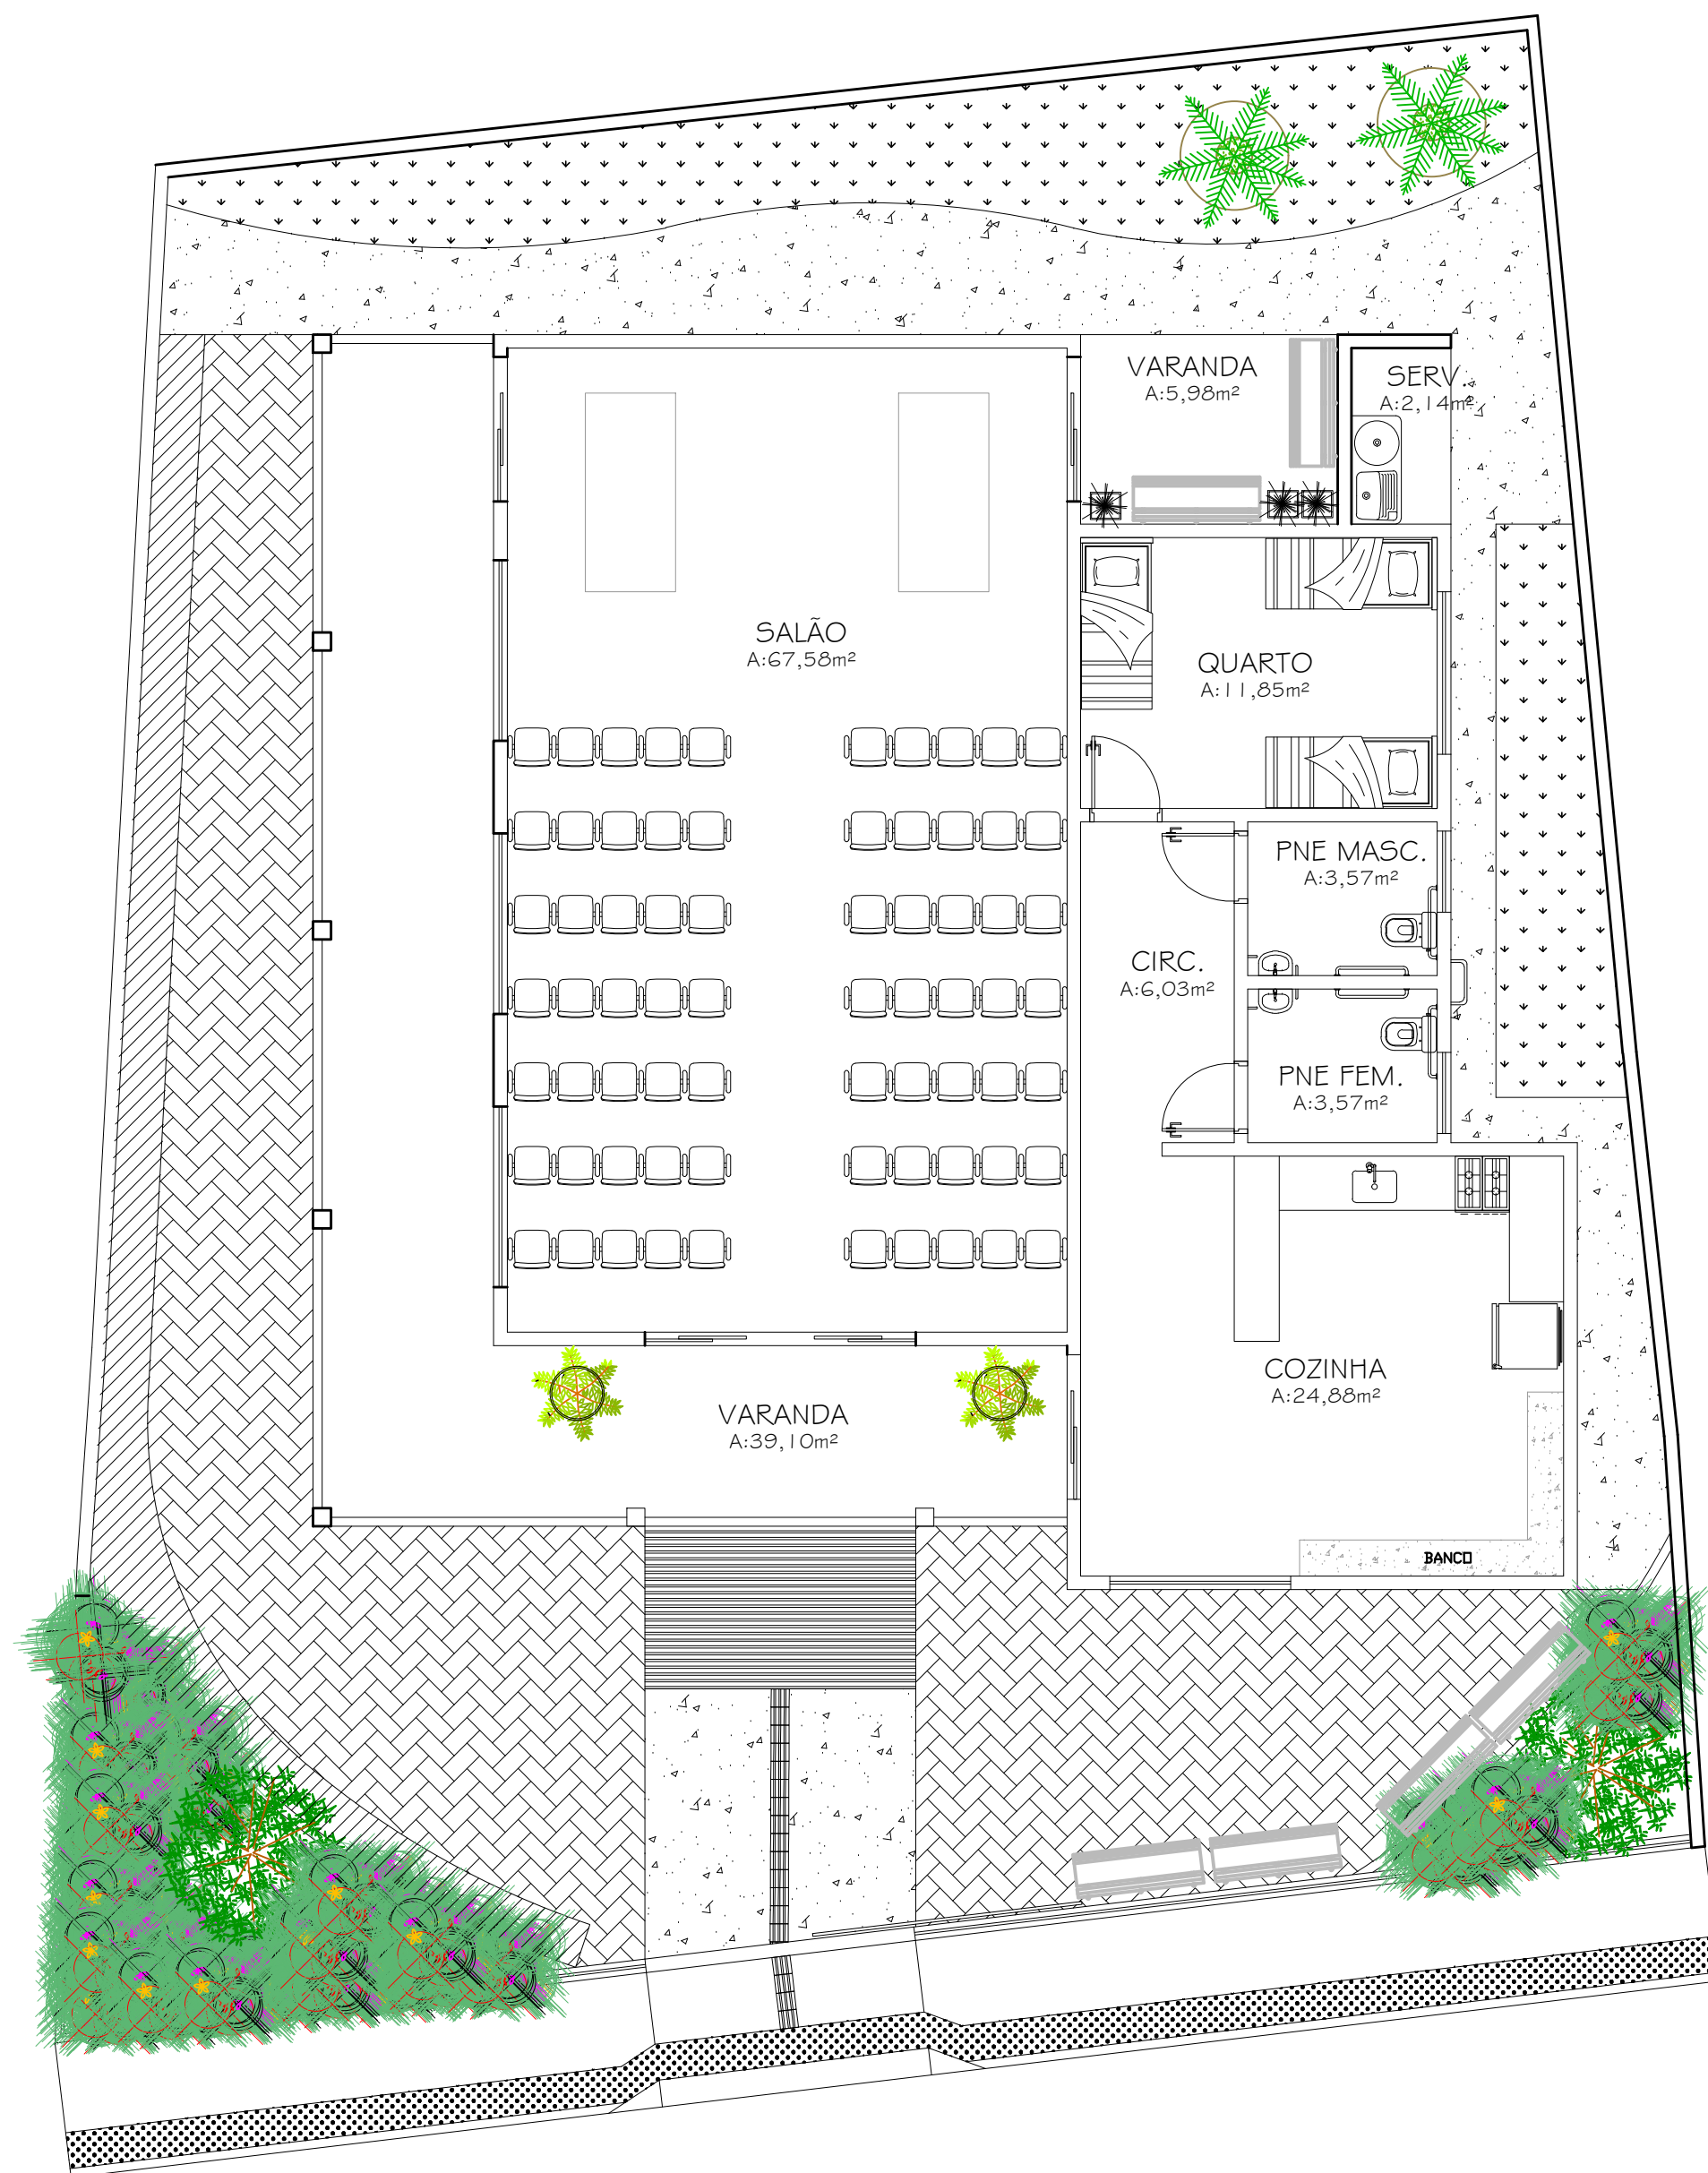 VARANDA
A:5,98m²
SERV.
A:2,14m²
SALÃO
A:67,58m²
QUARTO
A:11,85m²
PNE MASC.
A:3,57m²
CIRC.
A:6,03m²
PNE FEM.
A:3,57m²
COZINHA
A:24,88m²
VARANDA
A:39,10m²
BANCO